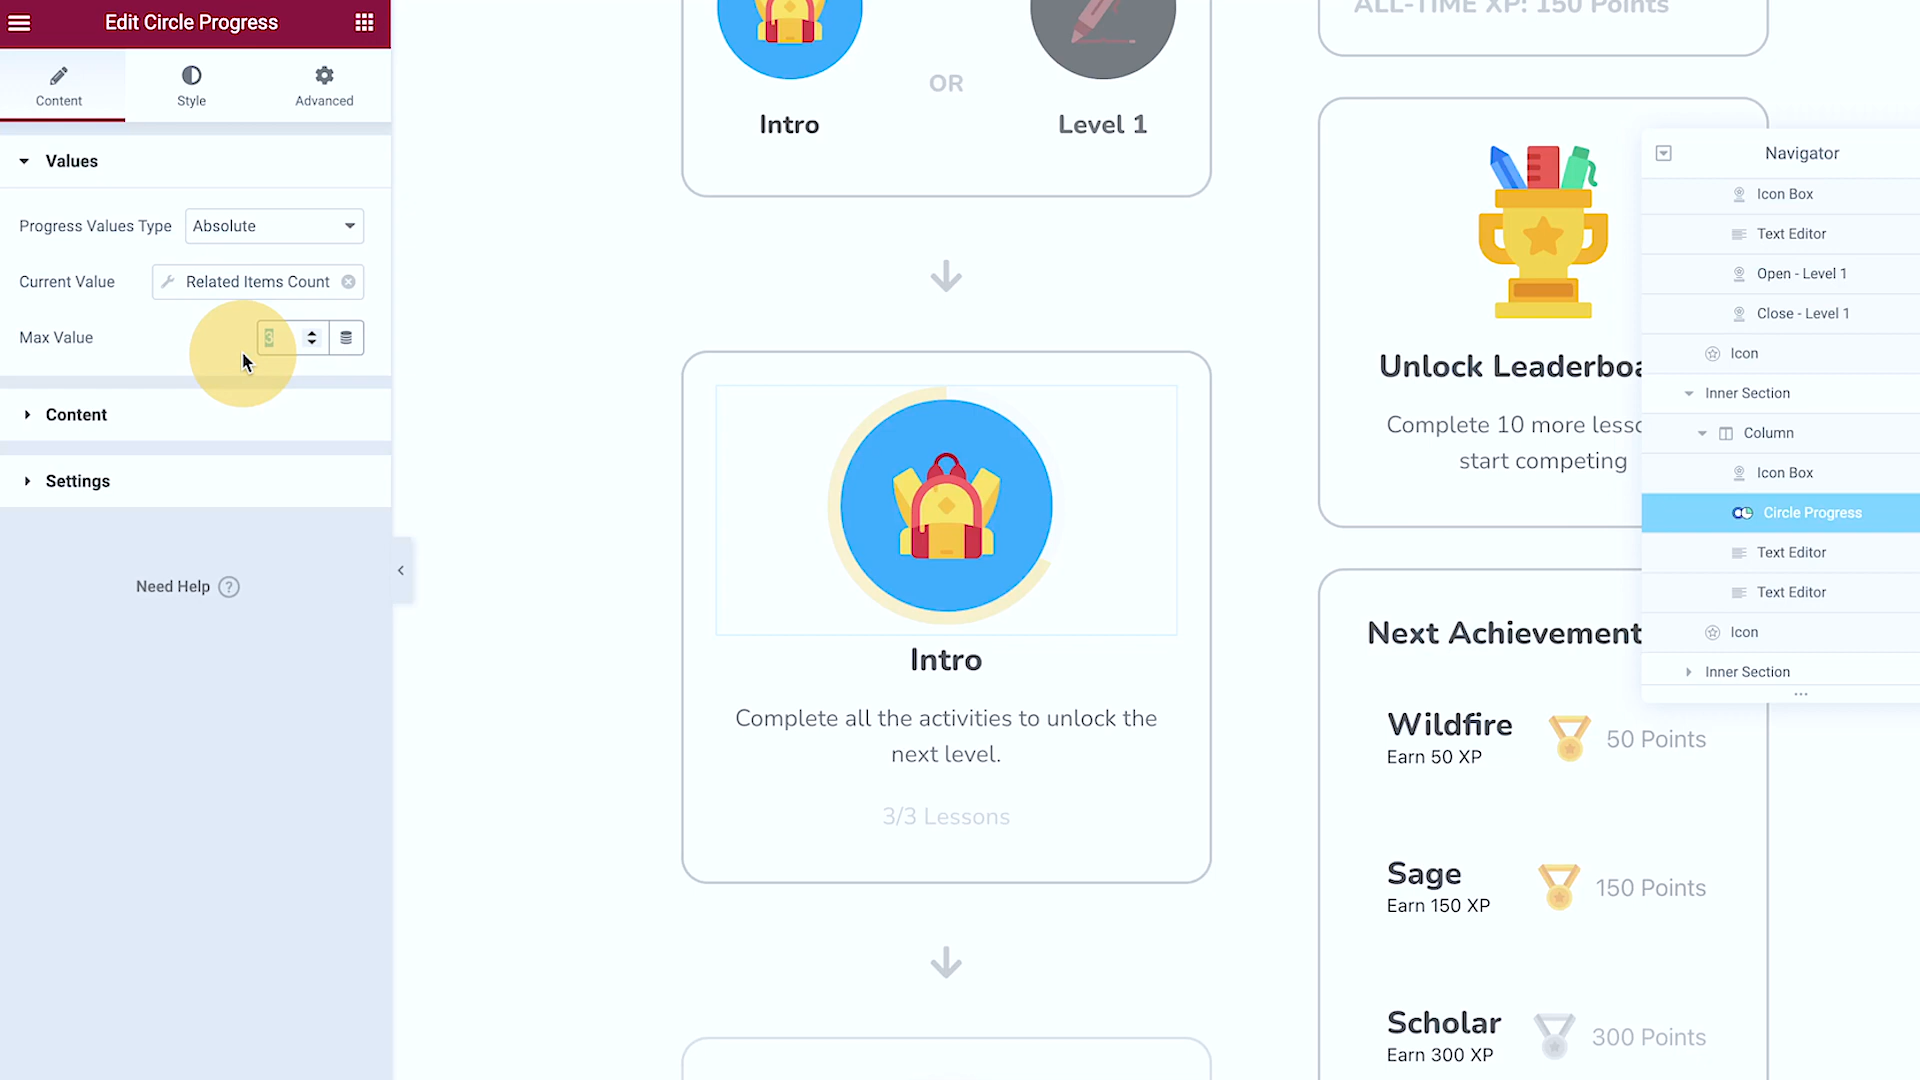 Edit Circle Progress
Content
Style
Advanced
Values
Progress Values Type
Absolute
Current Value
Related Items Count
Max Value
3
Content
Settings
Need Help ?
Intro
OR
Level 1
Intro
Complete all the activities to unlock the
next level.
3/3 Lessons
ALL-TIME XP: 150 Points
Unlock Leaderboa
Complete 10 more lesso
start competing
Next Achievement
Wildfire
Earn 50 XP
50 Points
Sage
Earn 150 XP
150 Points
Scholar
Earn 300 XP
300 Points
Navigator
Icon Box
Text Editor
Open - Level 1
Close - Level 1
Icon
Inner Section
Column
Icon Box
Circle Progress
Text Editor
Text Editor
Icon
Inner Section